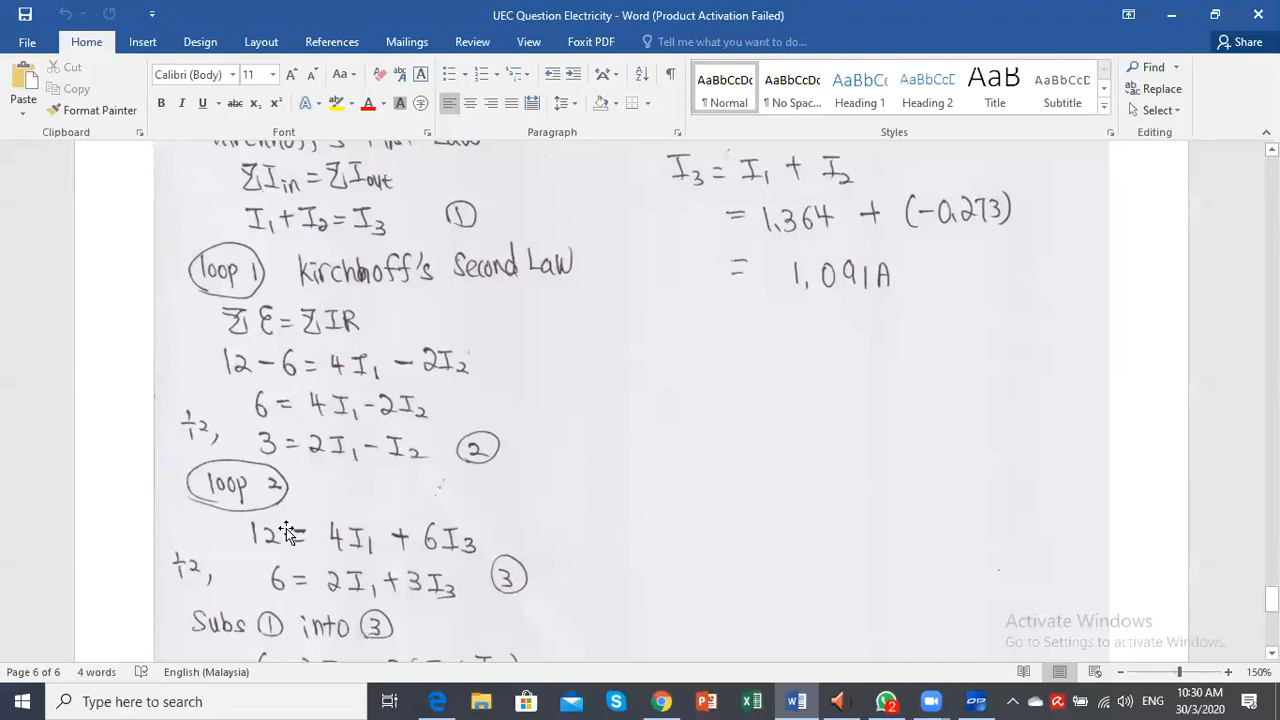 UEC Question Electricity - Word (Product Activation Failed)
File Home Insert Design Layout References Mailings Review View Foxit PDF Tell me what you want to do... Share
Paste
Cut
Copy
Format Painter
Clipboard
Calibri (Body) 11
Font
Paragraph
AaBbCcDc AaBbCcDc AaBbCc AaBbCcD AaB AaBbCcD
¶ Normal ¶ No Spac... Heading 1 Heading 2 Title Subtitle
Styles
Find
Replace
Select
Editing
ΣI_in = ΣI_out
I₁ + I₂ = I₃ ①
loop 1 Kirchhoff's Second Law
Σε = ΣIR
12 - 6 = 4I₁ - 2I₂
6 = 4I₁ - 2I₂
3 = 2I₁ - I₂ ②
loop 2
12 = 4I₁ + 6I₃
6 = 2I₁ + 3I₃ ③
Subs ① into ③
I₃ = I₁ + I₂
= 1.364 + (-0.273)
= 1.091A
Activate Windows
Go to Settings to activate Windows.
Page 6 of 6 4 words English (Malaysia) 150%
Type here to search
2
ENG
10:30 AM
30/3/2020